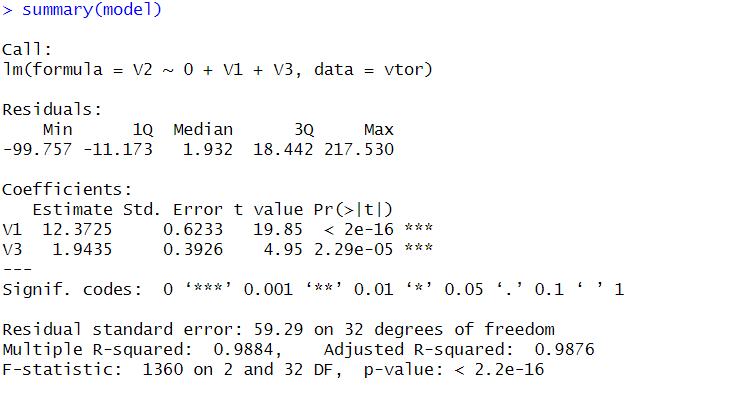 > summary(model)
Call:
lm(formula = V2 ~ 0 + V1 + V3, data = vtor)
Residuals:
    Min      1Q  Median      3Q     Max
-99.757 -11.173   1.932  18.442 217.530
Coefficients:
   Estimate Std. Error t value Pr(>|t|)
V1  12.3725     0.6233   19.85  < 2e-16 ***
V3   1.9435     0.3926    4.95 2.29e-05 ***
---
Signif. codes:  0 ‘***’ 0.001 ‘**’ 0.01 ‘*’ 0.05 ‘.’ 0.1 ‘ ’ 1
Residual standard error: 59.29 on 32 degrees of freedom
Multiple R-squared:  0.9884,    Adjusted R-squared:  0.9876
F-statistic:  1360 on 2 and 32 DF,  p-value: < 2.2e-16